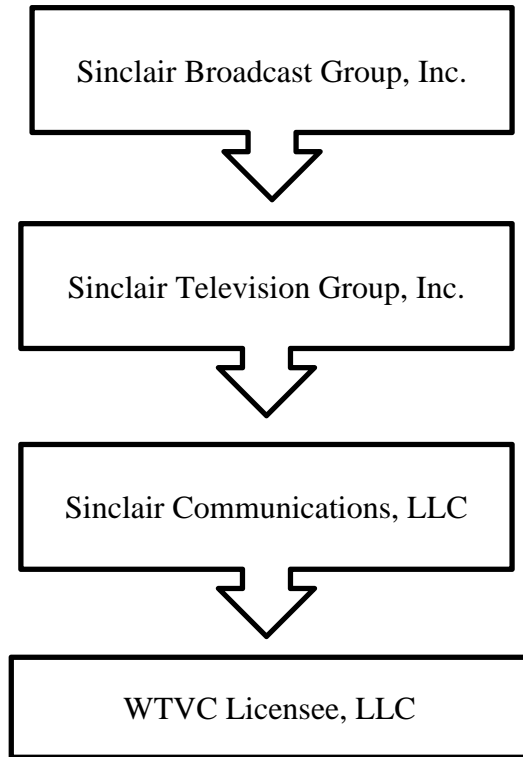 Sinclair Broadcast Group, Inc.
Sinclair Television Group, Inc.
Sinclair Communications, LLC
WTVC Licensee, LLC